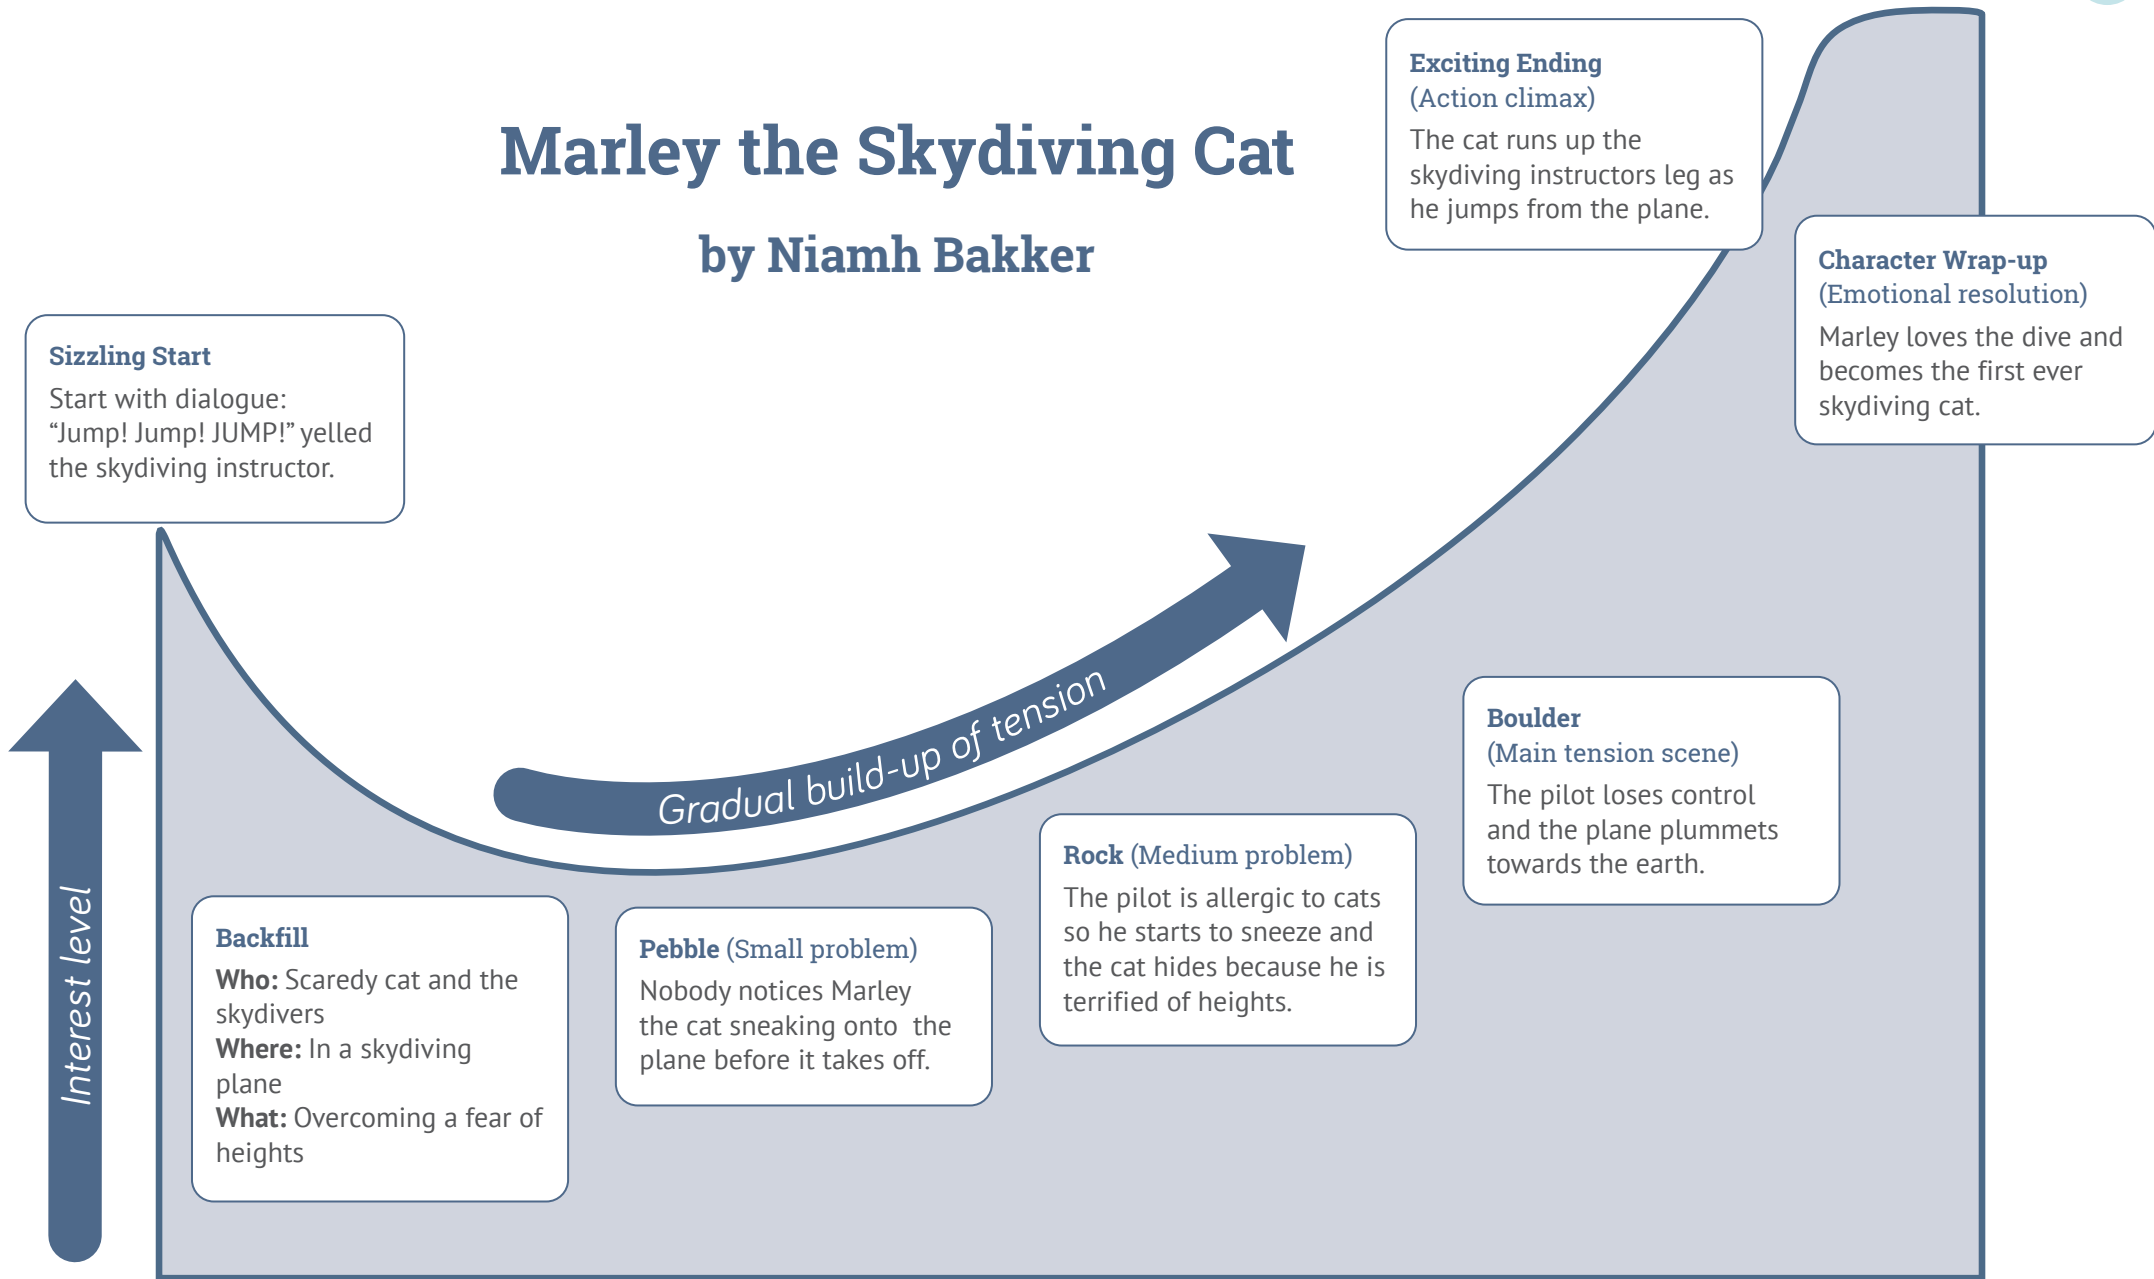 Marley the Skydiving Cat
by Niamh Bakker
Sizzling Start
Start with dialogue:
“Jump! Jump! JUMP!” yelled
the skydiving instructor.
Interest level
Backfill
Who: Scaredy cat and the
skydivers
Where: In a skydiving
plane
What: Overcoming a fear of
heights
Gradual build-up of tension
Pebble (Small problem)
Nobody notices Marley
the cat sneaking onto the
plane before it takes off.
Rock (Medium problem)
The pilot is allergic to cats
so he starts to sneeze and
the cat hides because he is
terrified of heights.
Boulder
(Main tension scene)
The pilot loses control
and the plane plummets
towards the earth.
Exciting Ending
(Action climax)
The cat runs up the
skydiving instructors leg as
he jumps from the plane.
Character Wrap-up
(Emotional resolution)
Marley loves the dive and
becomes the first ever
skydiving cat.